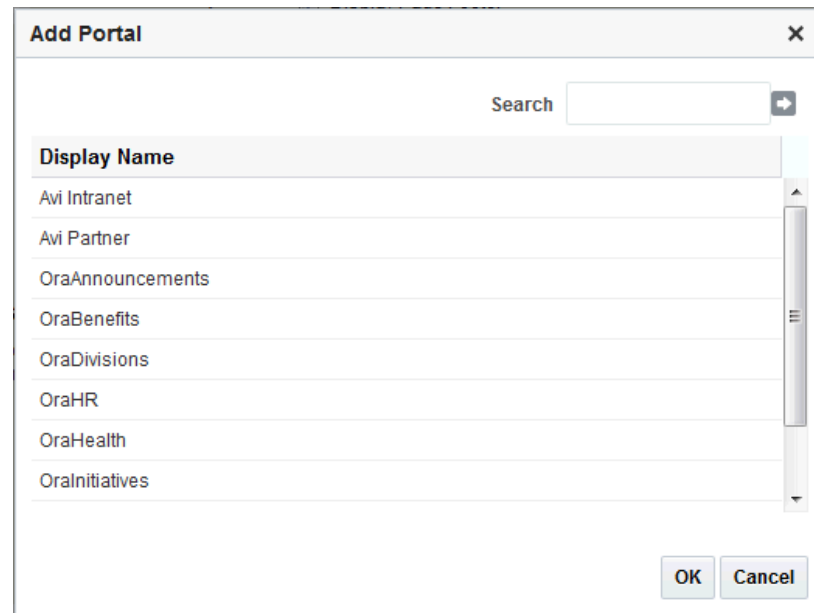 Add Portal
Search
Display Name
Avi Intranet
Avi Partner
OraAnnouncements
OraBenefits
OraDivisions
OraHR
OraHealth
OraInitiatives
OK Cancel